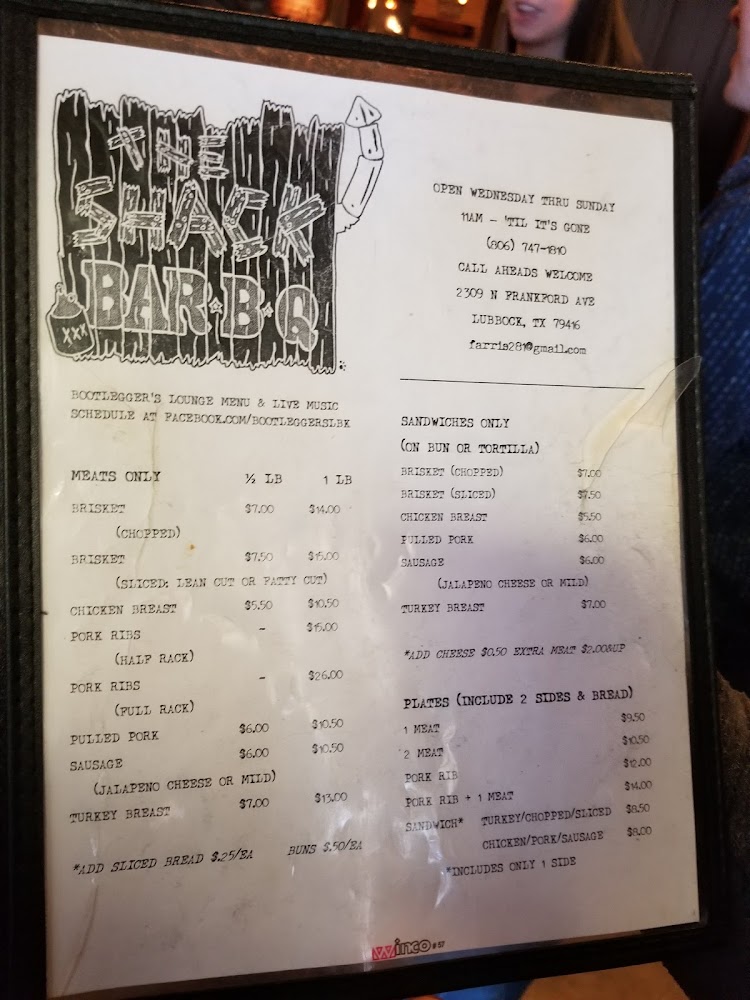 THE
SHACK
BAR·B·Q
XXX
OPEN WEDNESDAY THRU SUNDAY
11AM - 'TIL IT'S GONE
(806) 747-1810
CALL AHEADS WELCOME
2309 N FRANKFORD AVE
LUBBOCK, TX 79416
farris281@gmail.com
BOOTLEGGER'S LOUNGE MENU & LIVE MUSIC
SCHEDULE AT FACEBOOK.COM/BOOTLEGGERSLBK
MEATS ONLY ½ LB 1 LB
BRISKET $7.00 $14.00
(CHOPPED)
BRISKET $7.50 $15.00
(SLICED: LEAN CUT OR FATTY CUT)
CHICKEN BREAST $5.50 $10.50
PORK RIBS - $15.00
(HALF RACK)
PORK RIBS - $26.00
(FULL RACK)
PULLED PORK $6.00 $10.50
SAUSAGE $6.00 $10.50
(JALAPENO CHEESE OR MILD)
TURKEY BREAST $7.00 $13.00
*ADD SLICED BREAD $.25/EA BUNS $.50/EA
SANDWICHES ONLY
(ON BUN OR TORTILLA)
BRISKET (CHOPPED) $7.00
BRISKET (SLICED) $7.50
CHICKEN BREAST $5.50
PULLED PORK $6.00
SAUSAGE $6.00
(JALAPENO CHEESE OR MILD)
TURKEY BREAST $7.00
*ADD CHEESE $0.50 EXTRA MEAT $2.00&UP
PLATES (INCLUDE 2 SIDES & BREAD)
1 MEAT $9.50
2 MEAT $10.50
PORK RIB $12.00
PORK RIB + 1 MEAT $14.00
SANDWICH* TURKEY/CHOPPED/SLICED $8.50
CHICKEN/PORK/SAUSAGE $8.00
*INCLUDES ONLY 1 SIDE
Winco #57